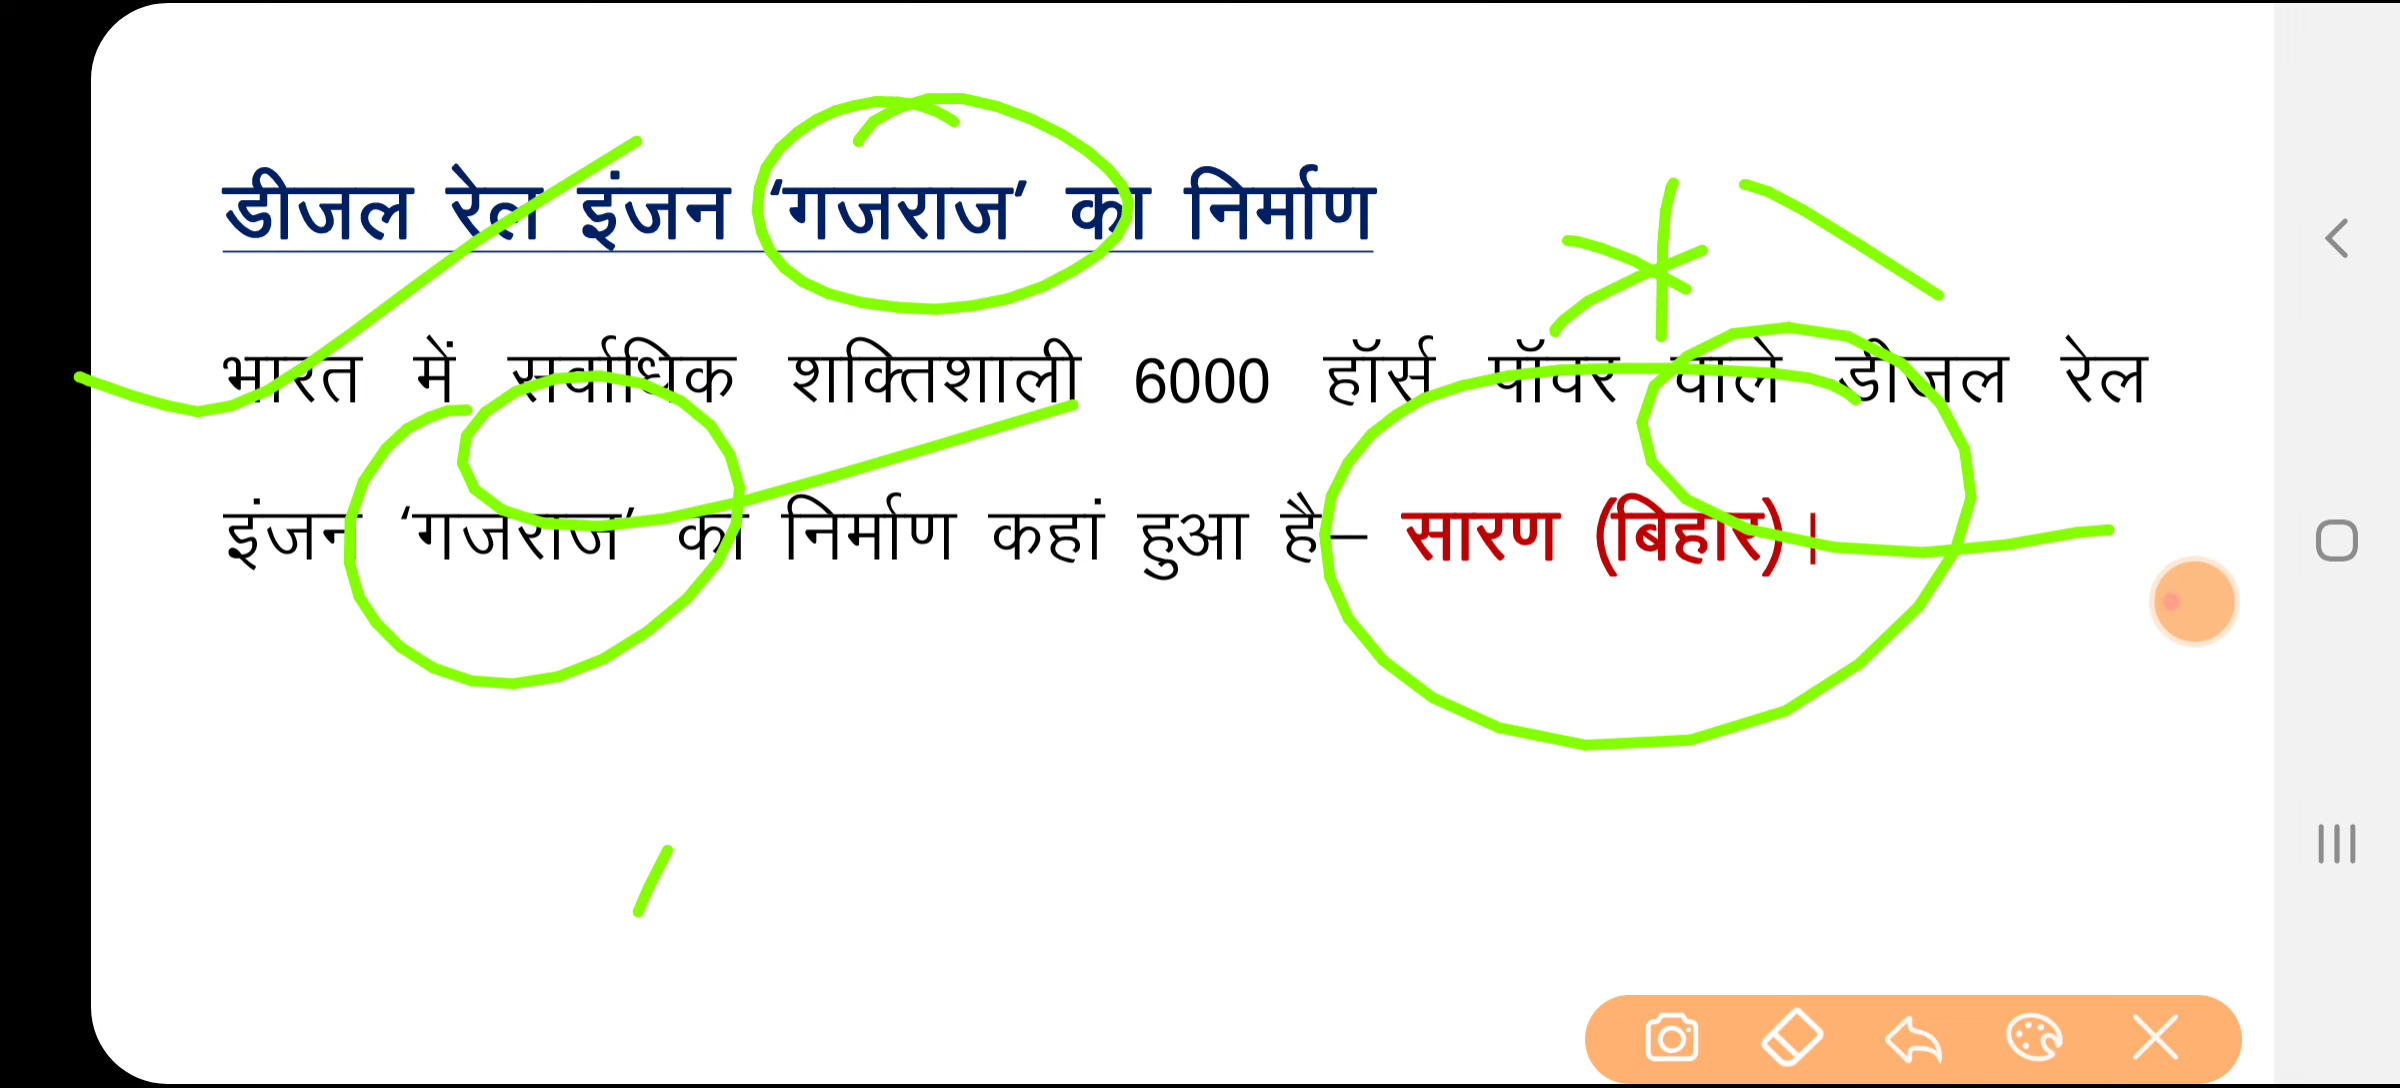 डीजल रेल इंजन ‘गजराज’ का निर्माण
भारत में सर्वाधिक शक्तिशाली 6000 हॉर्स पॉवर वाले डीजल रेल
इंजन ‘गजराज’ का निर्माण कहां हुआ है– सारण (बिहार)।